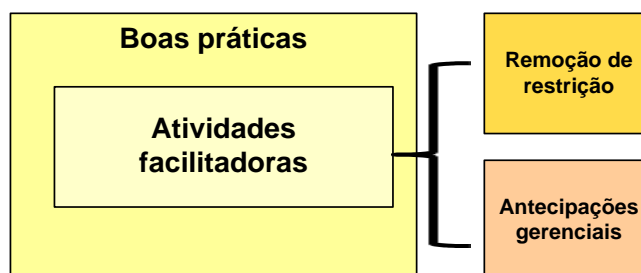 Boas práticas
Atividades
facilitadoras
Remoção de
restrição
Antecipações
gerenciais